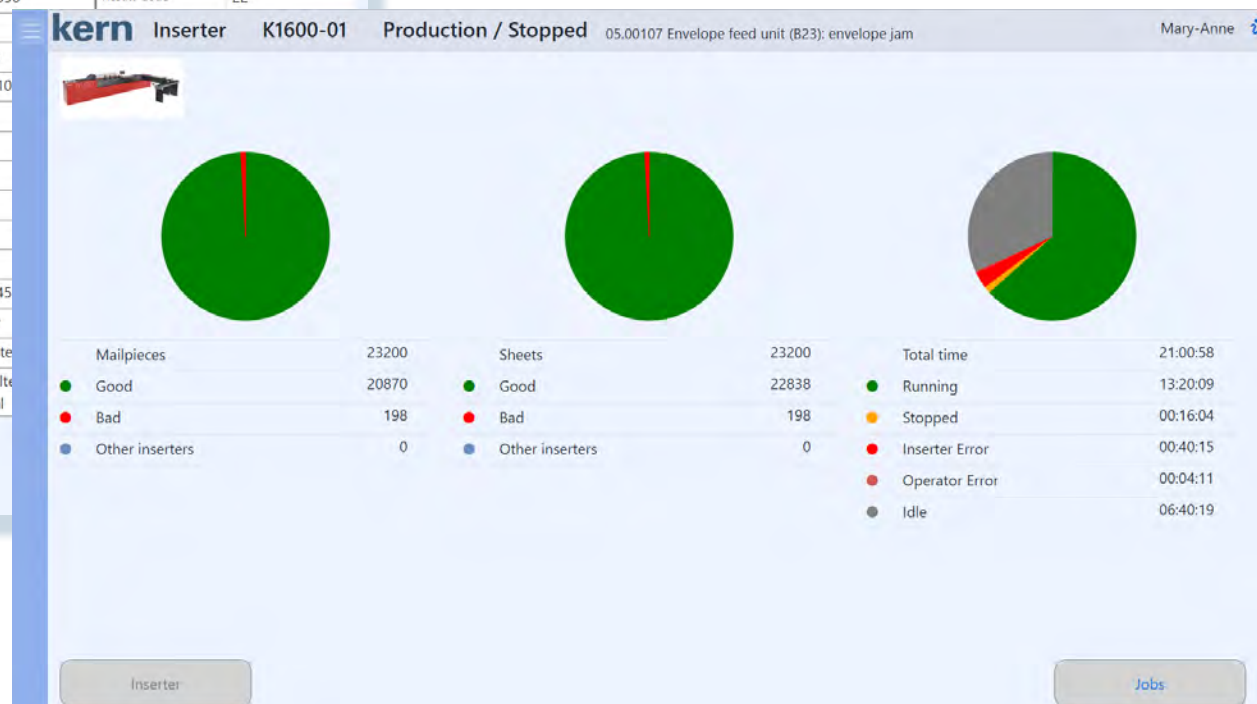 kern Inserter K1600-01 Production / Stopped 05.00107 Envelope feed unit (B23): envelope jam Mary-Anne
Mailpieces 23200
Good 20870
Bad 198
Other inserters 0
Sheets 23200
Good 22838
Bad 198
Other inserters 0
Total time 21:00:58
Running 13:20:09
Stopped 00:16:04
Inserter Error 00:40:15
Operator Error 00:04:11
Idle 06:40:19
Inserter
Jobs